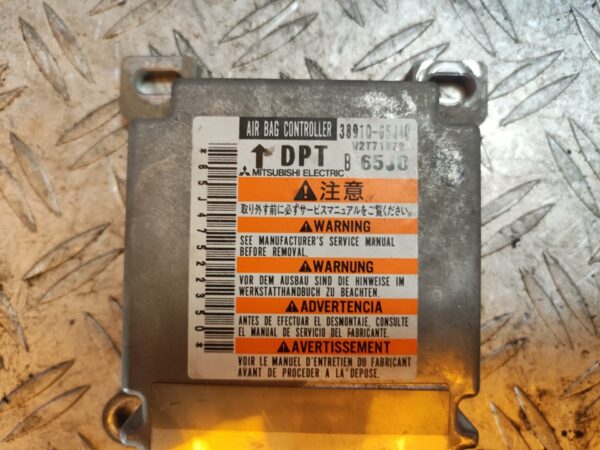 AIR BAG CONTROLLER
↑ DPT B 65J0
MITSUBISHI ELECTRIC
注意
取り外す前に必ずサービスマニュアルをご覧ください。
WARNING
SEE MANUFACTURER'S SERVICE MANUAL
BEFORE REMOVAL.
WARNUNG
VOR DEM AUSBAU SIND DIE HINWEISE IM
WERKSTATTHANDBUCH ZU BEACHTEN.
ADVERTENCIA
ANTES DE EFECTUAR EL DESMONTAJE, CONSULTE
EL MANUAL DE SERVICIO DEL FABRICANTE.
AVERTISSEMENT
VOIR LE MANUEL D'ENTRETIEN DU FABRICANT
AVANT DE PROCÉDER À LA DÉPOSE.
*65J475222350*